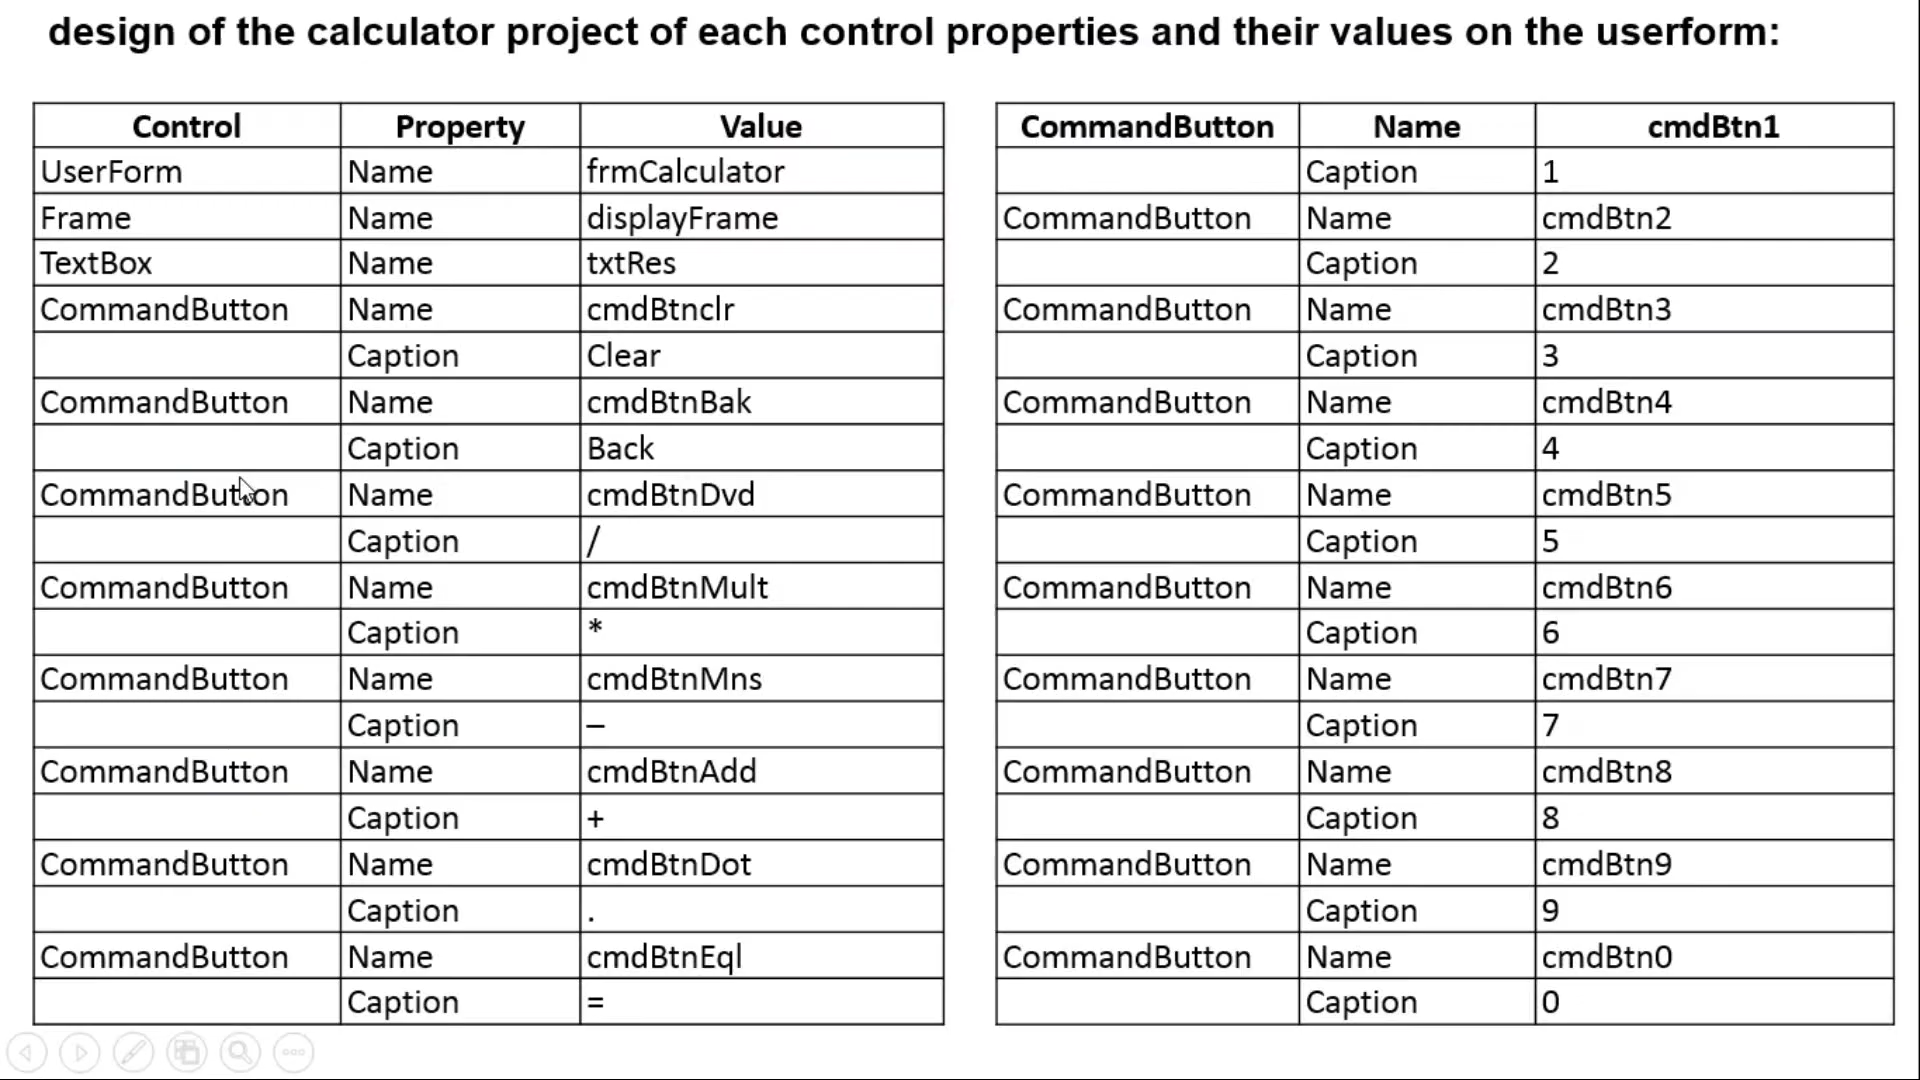 design of the calculator project of each control properties and their values on the userform:
Control Property Value
UserForm Name frmCalculator
Frame Name displayFrame
TextBox Name txtRes
CommandButton Name cmdBtnclr
Caption Clear
CommandButton Name cmdBtnBak
Caption Back
CommandButton Name cmdBtnDvd
Caption /
CommandButton Name cmdBtnMult
Caption *
CommandButton Name cmdBtnMns
Caption –
CommandButton Name cmdBtnAdd
Caption +
CommandButton Name cmdBtnDot
Caption .
CommandButton Name cmdBtnEql
Caption =
CommandButton Name cmdBtn1
Caption 1
CommandButton Name cmdBtn2
Caption 2
CommandButton Name cmdBtn3
Caption 3
CommandButton Name cmdBtn4
Caption 4
CommandButton Name cmdBtn5
Caption 5
CommandButton Name cmdBtn6
Caption 6
CommandButton Name cmdBtn7
Caption 7
CommandButton Name cmdBtn8
Caption 8
CommandButton Name cmdBtn9
Caption 9
CommandButton Name cmdBtn0
Caption 0